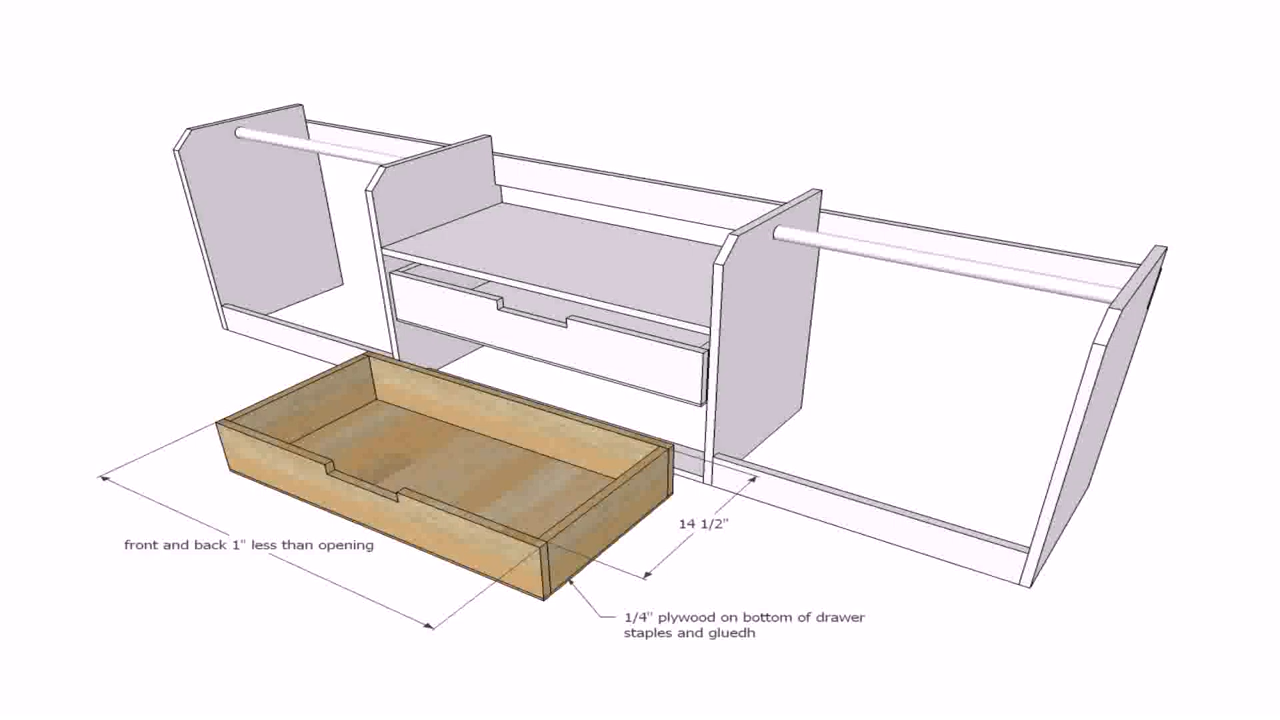 14 1/2"
front and back 1" less than opening
1/4" plywood on bottom of drawer
staples and gluedh